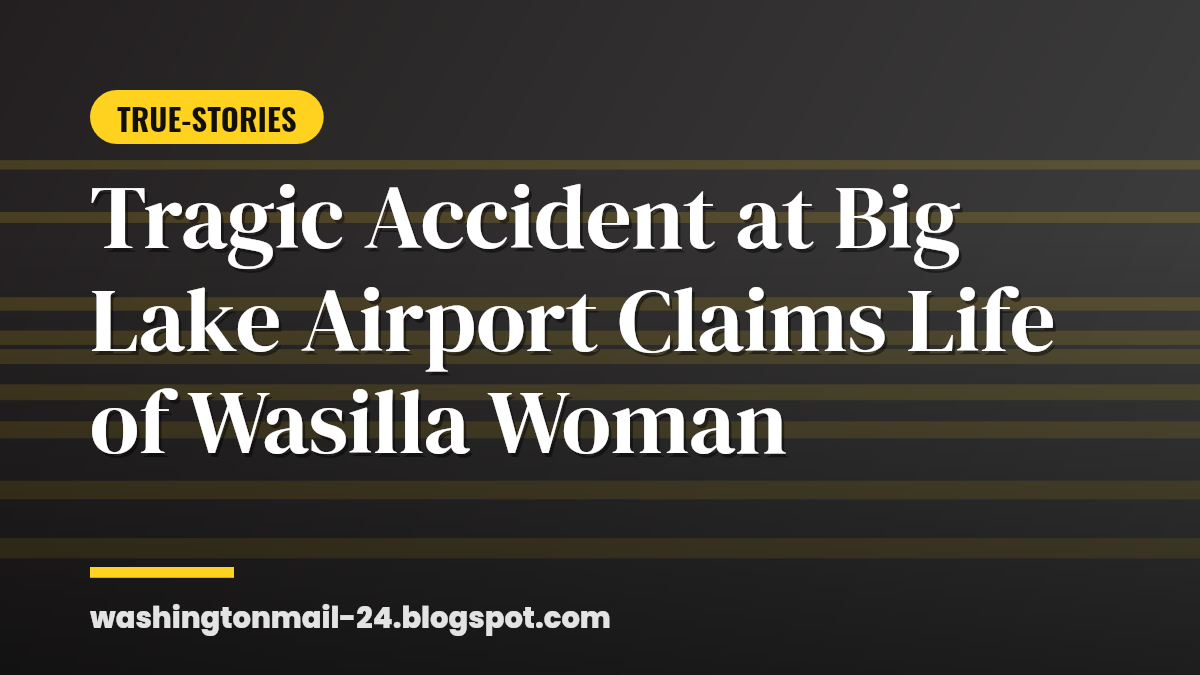 TRUE-STORIES
Tragic Accident at Big
Lake Airport Claims Life
of Wasilla Woman
washingtonmail-24.blogspot.com